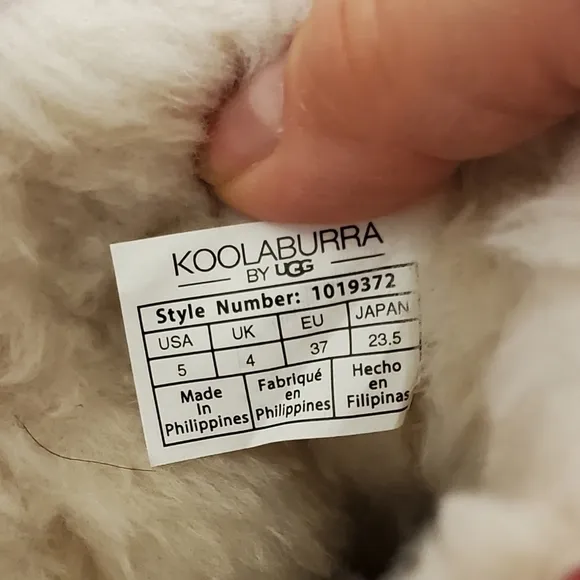 KOOLABURRA
BY UGG
Style Number: 1019372
USA UK EU JAPAN
5 4 37 23.5
Made In Philippines
Fabriqué en Philippines
Hecho en Filipinas